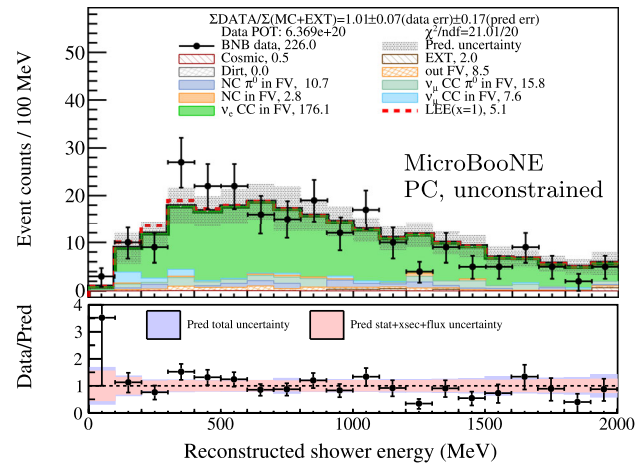 ΣDATA/Σ(MC+EXT)=1.01±0.07(data err)±0.17(pred err)
Data POT: 6.369e+20 χ²/ndf=21.01/20
BNB data, 226.0 Pred. uncertainty
Cosmic, 0.5 EXT, 2.0
Dirt, 0.0 out FV, 8.5
NC π⁰ in FV, 10.7 ν_μ CC π⁰ in FV, 15.8
NC in FV, 2.8 ν_μ CC in FV, 7.6
ν_e CC in FV, 176.1 LEE(x=1), 5.1
MicroBooNE
PC, unconstrained
Event counts / 100 MeV
50
40
30
20
10
0
Pred total uncertainty Pred stat+xsec+flux uncertainty
Data/Pred
4
3
2
1
0
0 500 1000 1500 2000
Reconstructed shower energy (MeV)